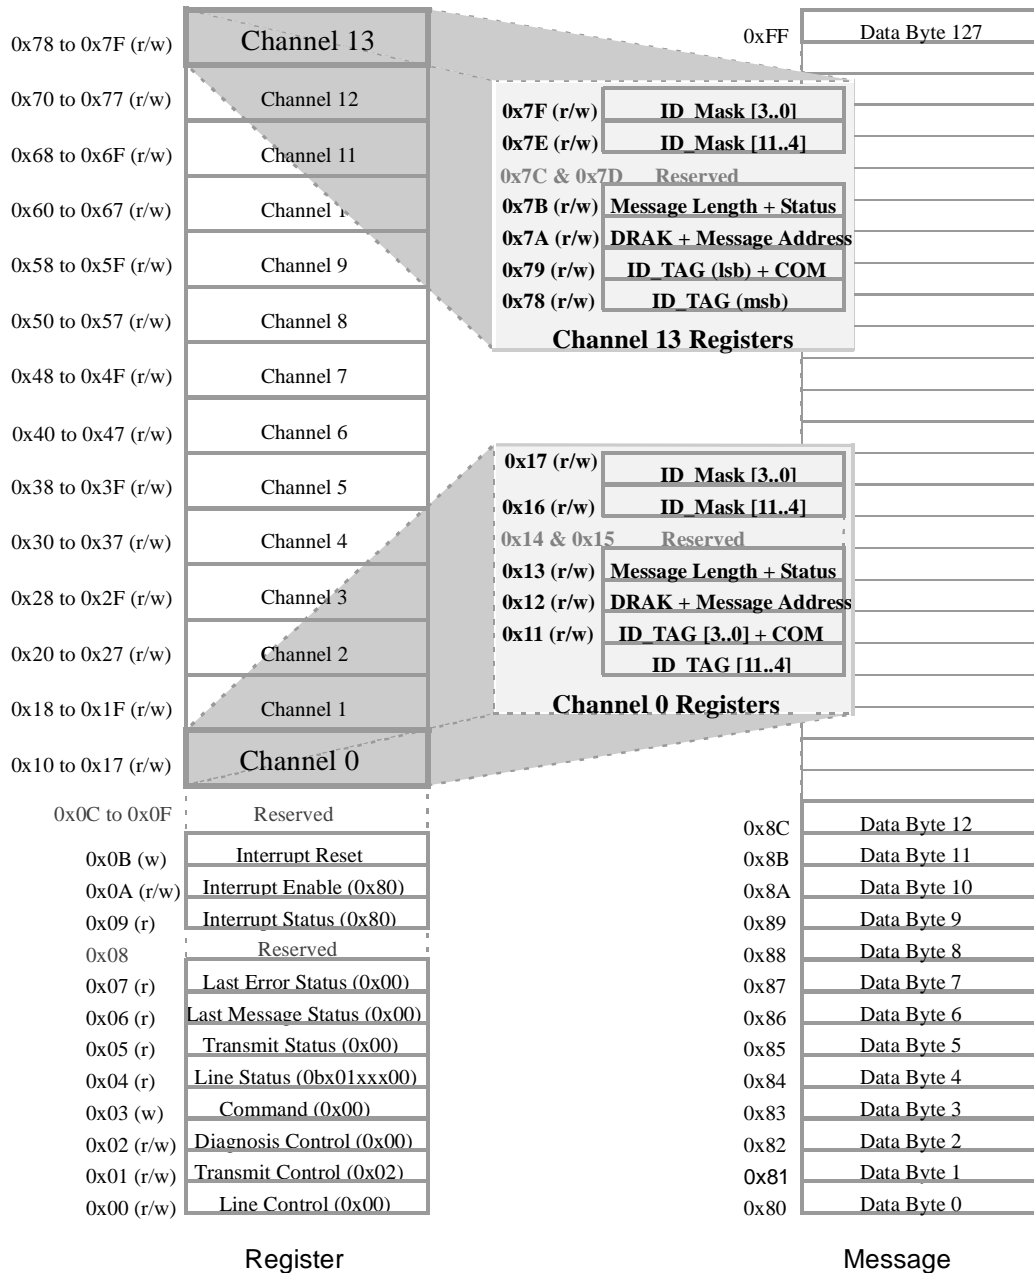 0x78 to 0x7F (r/w) Channel 13
0x70 to 0x77 (r/w) Channel 12
0x68 to 0x6F (r/w) Channel 11
0x60 to 0x67 (r/w) Channel 1
0x58 to 0x5F (r/w) Channel 9
0x50 to 0x57 (r/w) Channel 8
0x48 to 0x4F (r/w) Channel 7
0x40 to 0x47 (r/w) Channel 6
0x38 to 0x3F (r/w) Channel 5
0x30 to 0x37 (r/w) Channel 4
0x28 to 0x2F (r/w) Channel 3
0x20 to 0x27 (r/w) Channel 2
0x18 to 0x1F (r/w) Channel 1
0x10 to 0x17 (r/w) Channel 0
0x0C to 0x0F Reserved
0x0B (w) Interrupt Reset
0x0A (r/w) Interrupt Enable (0x80)
0x09 (r) Interrupt Status (0x80)
0x08 Reserved
0x07 (r) Last Error Status (0x00)
0x06 (r) Last Message Status (0x00)
0x05 (r) Transmit Status (0x00)
0x04 (r) Line Status (0bx01xxx00)
0x03 (w) Command (0x00)
0x02 (r/w) Diagnosis Control (0x00)
0x01 (r/w) Transmit Control (0x02)
0x00 (r/w) Line Control (0x00)
Register
0x7F (r/w) ID_Mask [3..0]
0x7E (r/w) ID_Mask [11..4]
0x7C & 0x7D Reserved
0x7B (r/w) Message Length + Status
0x7A (r/w) DRAK + Message Address
0x79 (r/w) ID_TAG (lsb) + COM
0x78 (r/w) ID_TAG (msb)
Channel 13 Registers
0x17 (r/w) ID_Mask [3..0]
0x16 (r/w) ID_Mask [11..4]
0x14 & 0x15 Reserved
0x13 (r/w) Message Length + Status
0x12 (r/w) DRAK + Message Address
0x11 (r/w) ID_TAG [3..0] + COM
ID_TAG [11..4]
Channel 0 Registers
0xFF Data Byte 127
0x8C Data Byte 12
0x8B Data Byte 11
0x8A Data Byte 10
0x89 Data Byte 9
0x88 Data Byte 8
0x87 Data Byte 7
0x86 Data Byte 6
0x85 Data Byte 5
0x84 Data Byte 4
0x83 Data Byte 3
0x82 Data Byte 2
0x81 Data Byte 1
0x80 Data Byte 0
Message